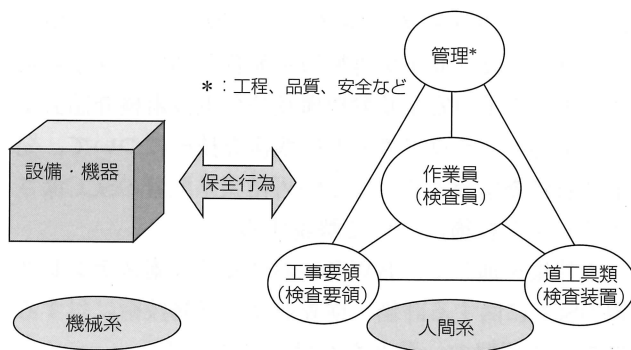 管理*
*：工程、品質、安全など
設備・機器
保全行為
作業員
(検査員)
工事要領
(検査要領)
道工具類
(検査装置)
機械系
人間系